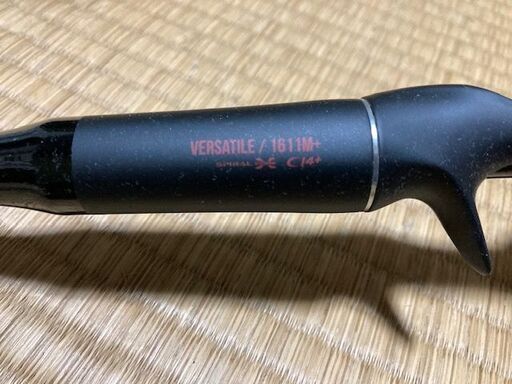 VERSATILE / 1611M+
SPIRAL X C14+